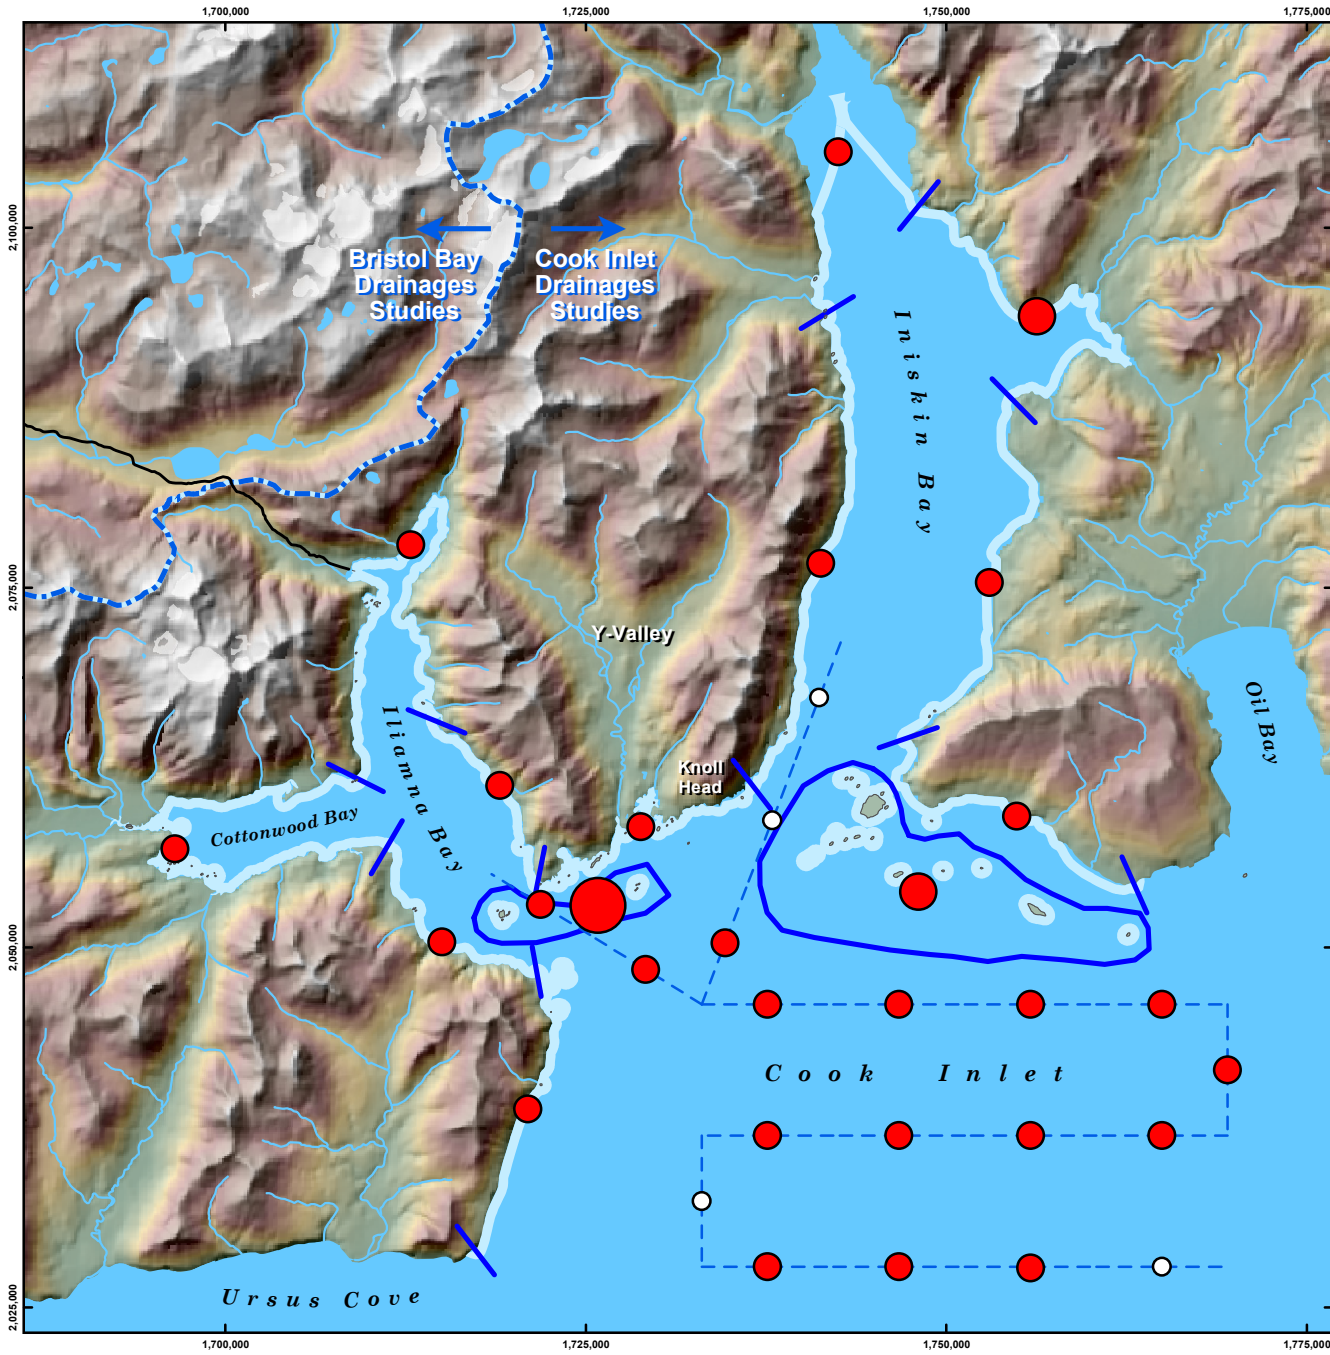 1,700,000
1,725,000
1,750,000
1,775,000
2,100,000
Bristol Bay
Drainages
Studies
Cook Inlet
Drainages
Studies
Iniskin Bay
2,075,000
Y-Valley
Oil Bay
Iliamna Bay
Knoll
Head
Cottonwood Bay
2,050,000
Cook Inlet
Ursus Cove
2,025,000
1,700,000
1,725,000
1,750,000
1,775,000